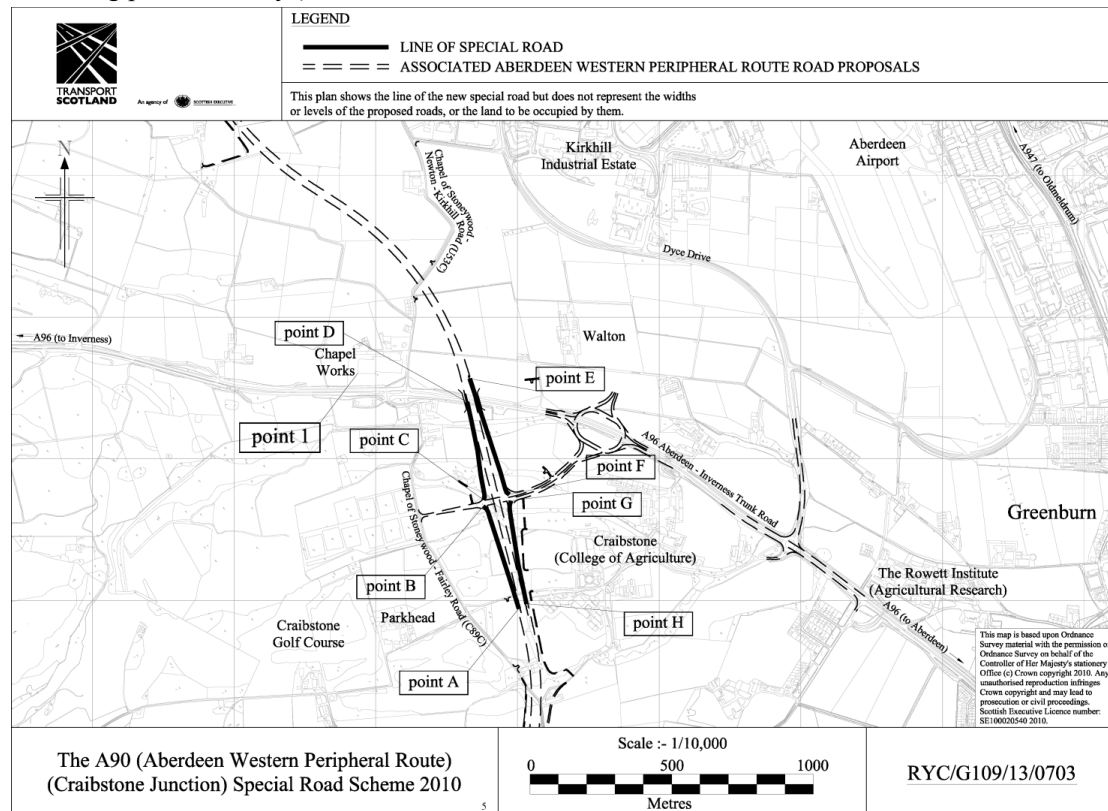 LEGEND
LINE OF SPECIAL ROAD
ASSOCIATED ABERDEEN WESTERN PERIPHERAL ROUTE ROAD PROPOSALS
TRANSPORT
SCOTLAND
An agency of
SCOTTISH EXECUTIVE
This plan shows the line of the new special road but does not represent the widths
or levels of the proposed roads, or the land to be occupied by them.
N
Kirkhill
Industrial Estate
Aberdeen
Airport
A947 (to Oldmeldrum)
Chapel of Stoneywood -
Newton - Kirkhill Road (U53C)
Dyce Drive
A96 (to Inverness)
point D
Chapel
Works
Walton
point E
point 1
point C
A96 Aberdeen - Inverness Trunk Road
point F
point G
Chapel of Stoneywood - Fairley Road (C89C)
Craibstone
(College of Agriculture)
Greenburn
point B
Parkhead
The Rowett Institute
(Agricultural Research)
Craibstone
Golf Course
point H
A96 (to Aberdeen)
point A
This map is based upon Ordnance
Survey material with the permission of
Ordnance Survey on behalf of the
Controller of Her Majesty's stationery
Office (c) Crown copyright 2010. Any
unauthorised reproduction infringes
Crown copyright and may lead to
prosecution or civil proceedings.
Scottish Executive Licence number:
SE100020540 2010.
The A90 (Aberdeen Western Peripheral Route)
(Craibstone Junction) Special Road Scheme 2010
5
Scale :- 1/10,000
0 500 1000
Metres
RYC/G109/13/0703